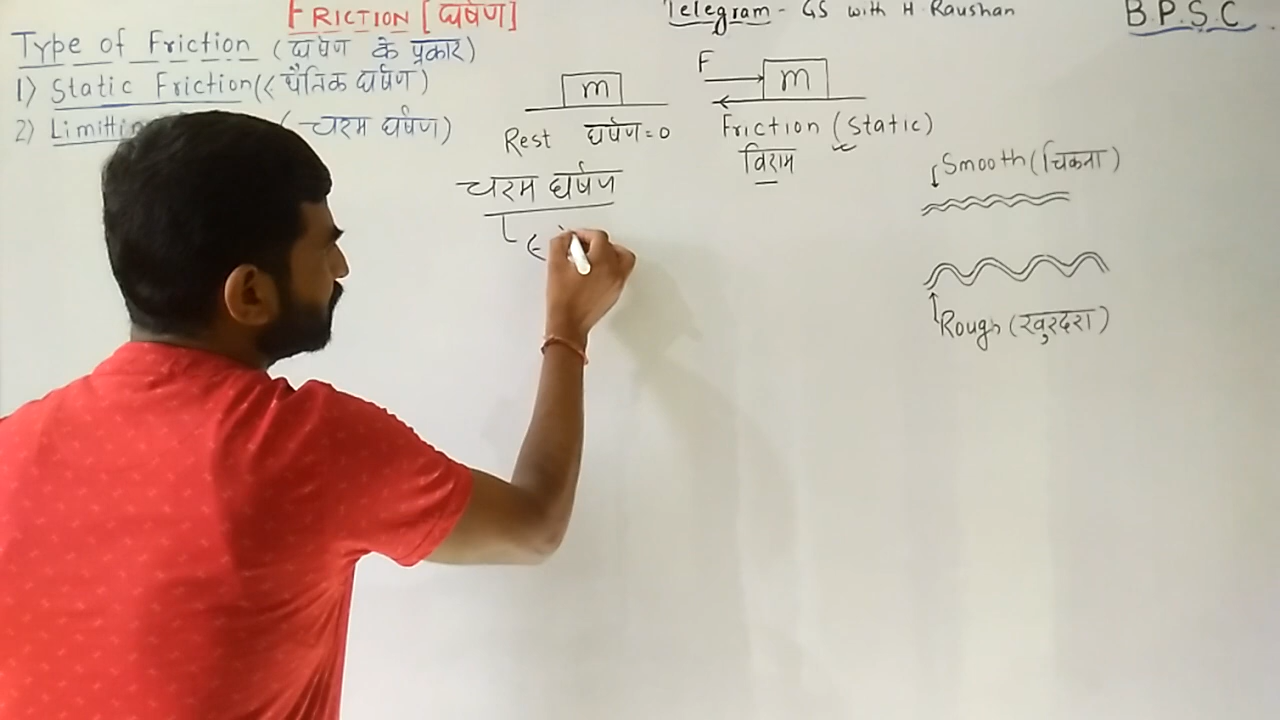 FRICTION [घर्षण]
Telegram - GS with H Raushan
B.P.S.C.
Type of Friction (घर्षण के प्रकार)
1) Static Friction (स्थैतिक घर्षण)
2) Limittin (चरम घर्षण)
m
Rest घर्षण = 0
F
m
Friction (Static)
विराम
चरम घर्षण
Smooth (चिकना)
Rough (खुरदरा)